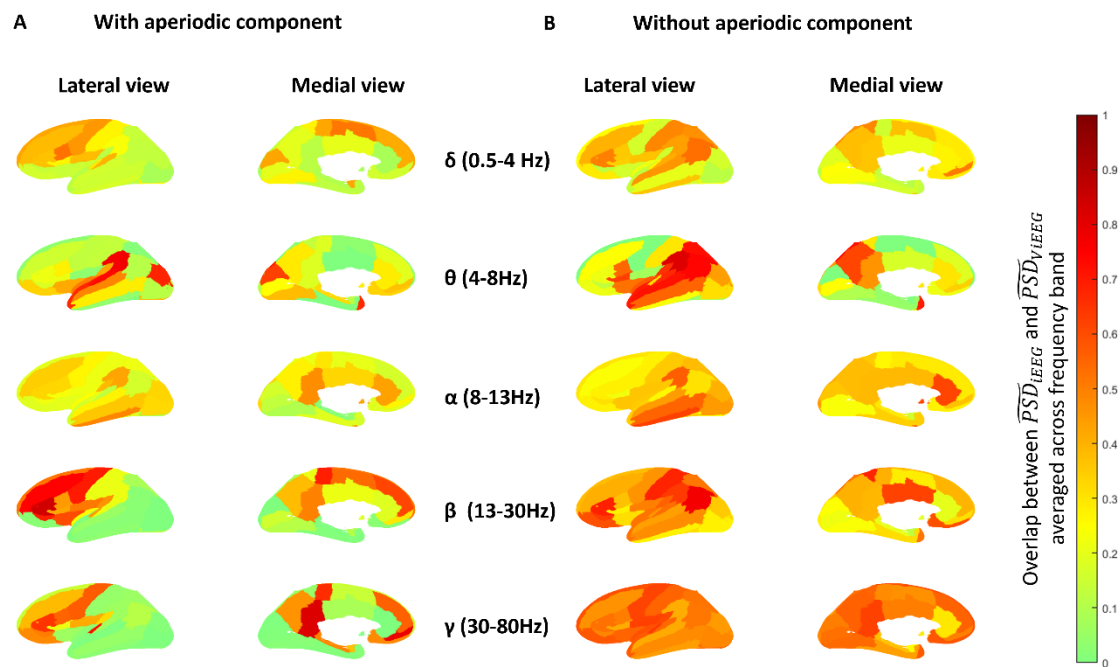 A With aperiodic component B Without aperiodic component
Lateral view Medial view Lateral view Medial view
δ (0.5-4 Hz)
θ (4-8Hz)
α (8-13Hz)
β (13-30Hz)
γ (30-80Hz)
Overlap between P͠S͠D͠_iEEG and P͠S͠D͠_ViEEG
averaged across frequency band
1
0.9
0.8
0.7
0.6
0.5
0.4
0.3
0.2
0.1
0